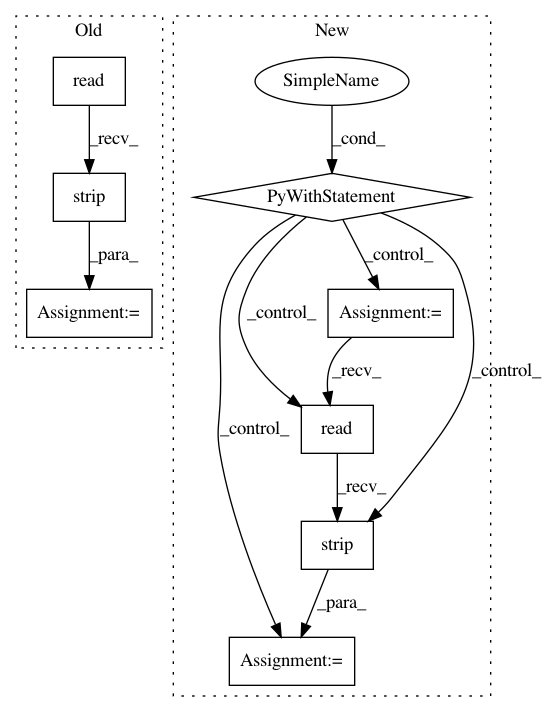 Old
New
read
SimpleName
_recv_
_cond_
strip
PyWithStatement
_para_
_control_
Assignment:=
Assignment:=
_control_
_recv_
_control_
read
_control_
_recv_
strip
_para_
Assignment:=